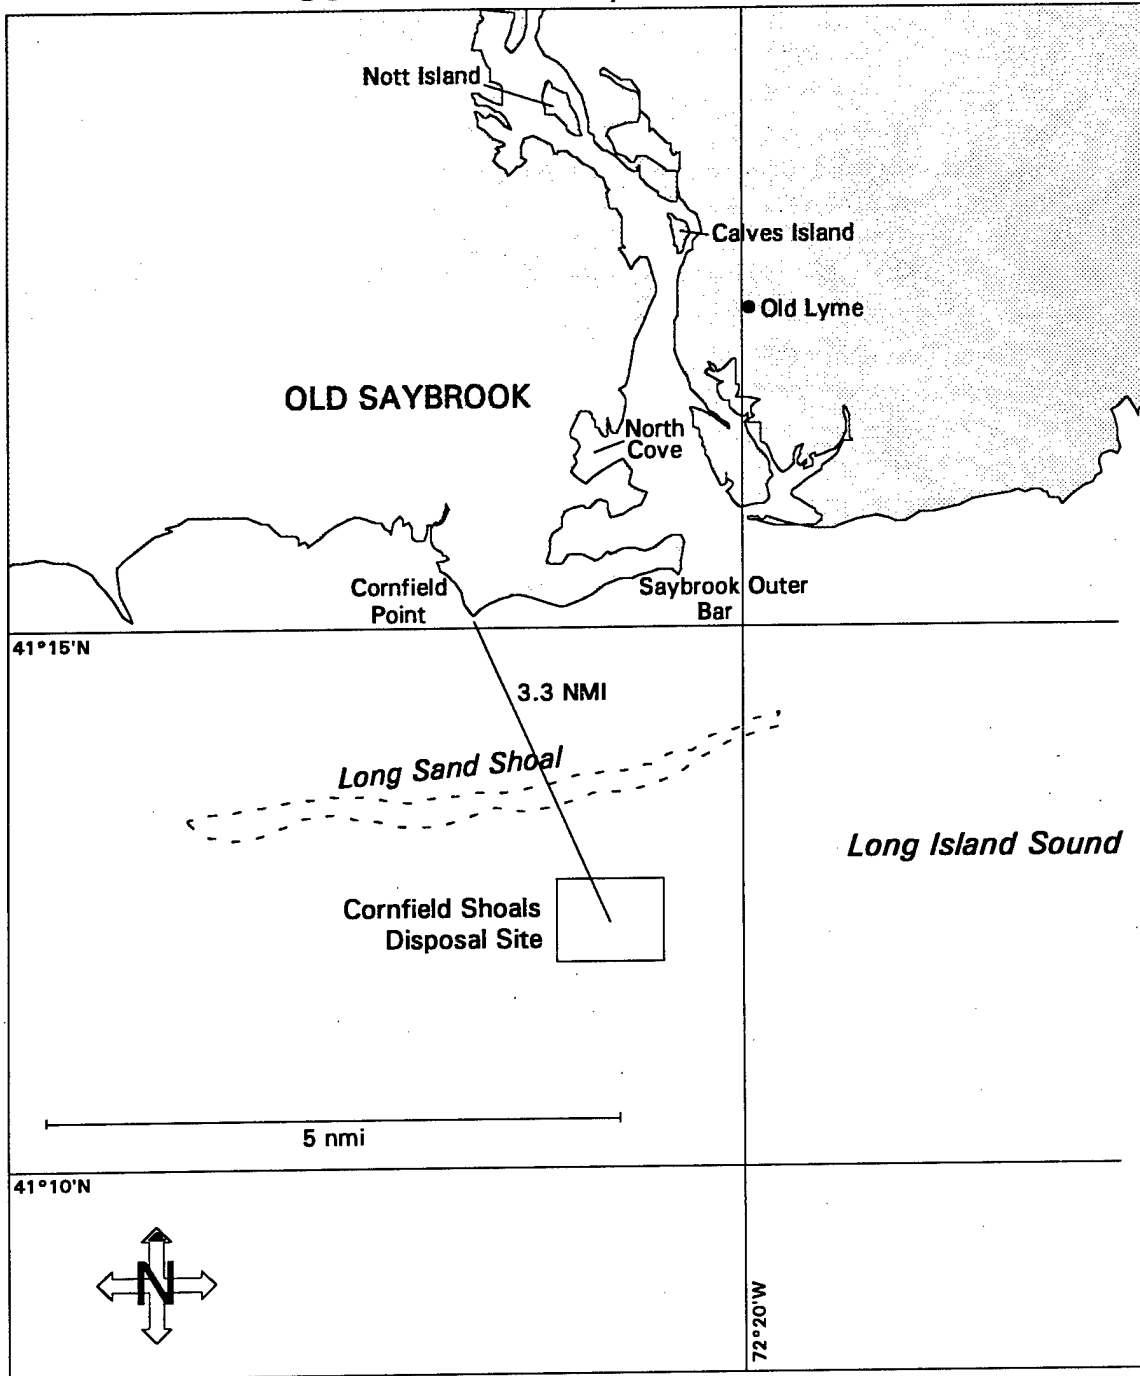 Nott Island
Calves Island
Old Lyme
OLD SAYBROOK
North
Cove
Cornfield
Point
Saybrook Outer
Bar
41°15'N
3.3 NMI
Long Sand Shoal
Long Island Sound
Cornfield Shoals
Disposal Site
5 nmi
41°10'N
N
72°20'W